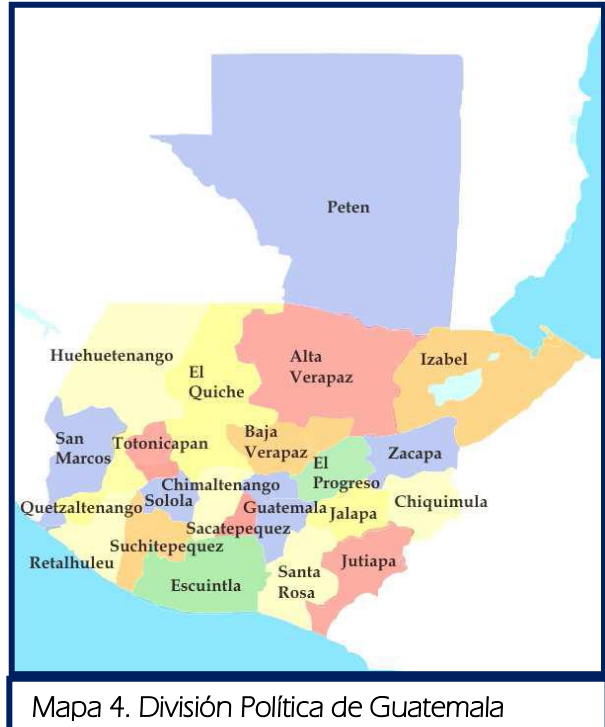 Peten
Huehuetenango
Alta
Verapaz
Izabel
El
Quiche
San
Marcos
Totonicapan
Baja
Verapaz
El
Progreso
Zacapa
Chimaltenango
Solola
Quetzaltenango
Guatemala
Jalapa
Chiquimula
Sacatepequez
Suchitepequez
Retalhuleu
Escuintla
Santa
Rosa
Jutiapa
Mapa 4. División Política de Guatemala